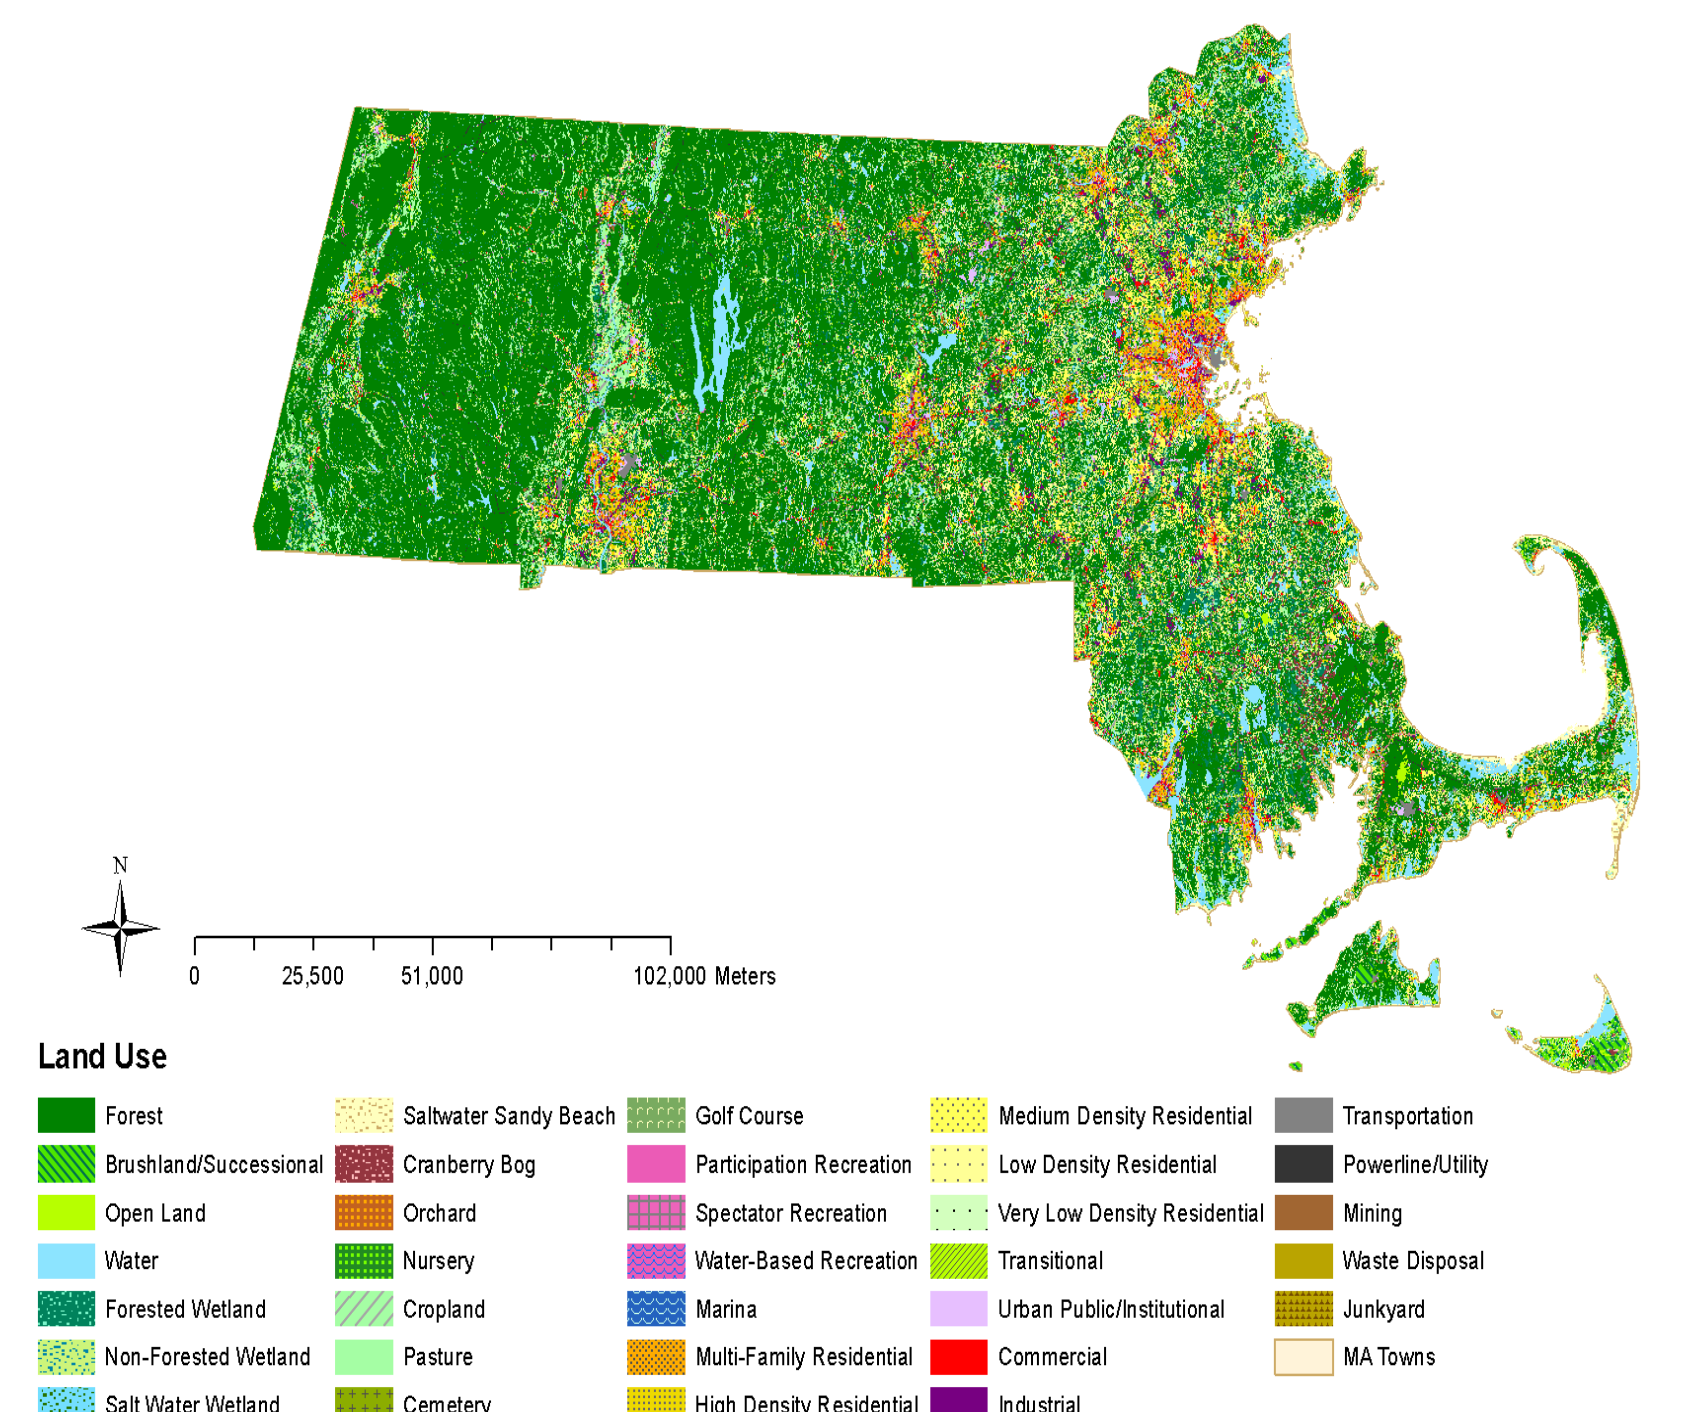 N
0 25,500 51,000 102,000 Meters
Land Use
Forest
Brushland/Successional
Open Land
Water
Forested Wetland
Non-Forested Wetland
Salt Water Wetland
Saltwater Sandy Beach
Cranberry Bog
Orchard
Nursery
Cropland
Pasture
Cemetery
Golf Course
Participation Recreation
Spectator Recreation
Water-Based Recreation
Marina
Multi-Family Residential
High Density Residential
Medium Density Residential
Low Density Residential
Very Low Density Residential
Transitional
Urban Public/Institutional
Commercial
Industrial
Transportation
Powerline/Utility
Mining
Waste Disposal
Junkyard
MA Towns